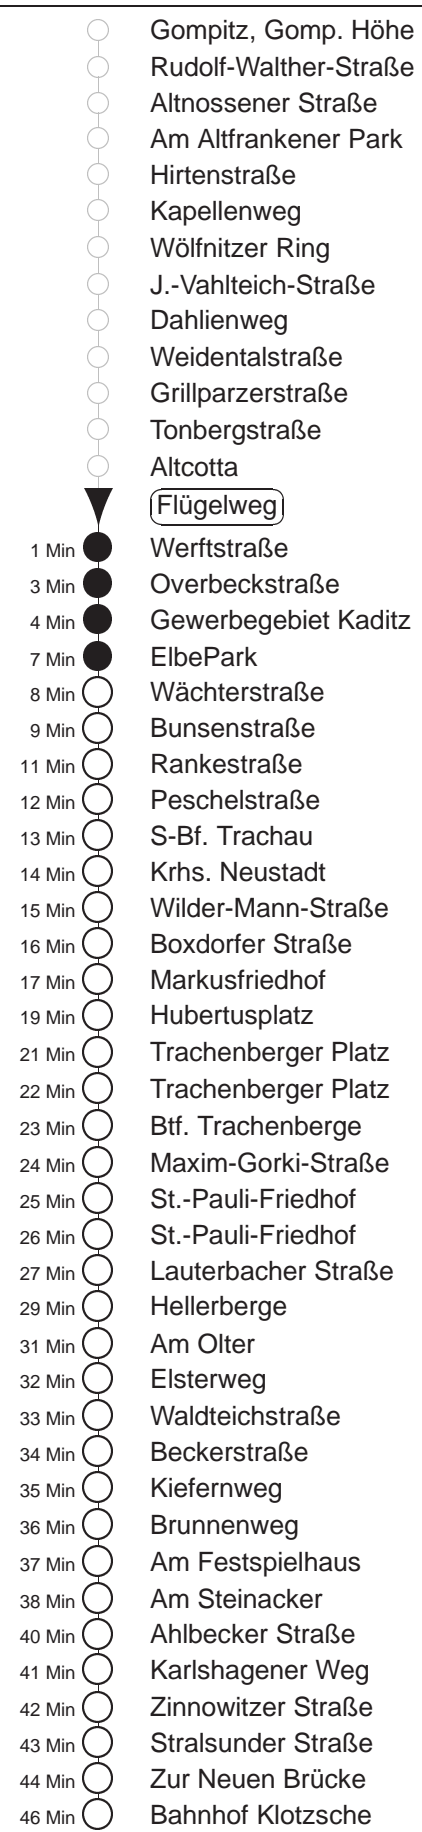 Gompitz, Gomp. Höhe
Rudolf-Walther-Straße
Altnossener Straße
Am Altfrankener Park
Hirtenstraße
Kapellenweg
Wölfnitzer Ring
J.-Vahlteich-Straße
Dahlienweg
Weidentalstraße
Grillparzerstraße
Tonbergstraße
Altcotta
Flügelweg
1 Min Werftstraße
3 Min Overbeckstraße
4 Min Gewerbegebiet Kaditz
7 Min ElbePark
8 Min Wächterstraße
9 Min Bunsenstraße
11 Min Rankestraße
12 Min Peschelstraße
13 Min S-Bf. Trachau
14 Min Krhs. Neustadt
15 Min Wilder-Mann-Straße
16 Min Boxdorfer Straße
17 Min Markusfriedhof
19 Min Hubertusplatz
21 Min Trachenberger Platz
22 Min Trachenberger Platz
23 Min Btf. Trachenberge
24 Min Maxim-Gorki-Straße
25 Min St.-Pauli-Friedhof
26 Min St.-Pauli-Friedhof
27 Min Lauterbacher Straße
29 Min Hellerberge
31 Min Am Olter
32 Min Elsterweg
33 Min Waldteichstraße
34 Min Beckerstraße
35 Min Kiefernweg
36 Min Brunnenweg
37 Min Am Festspielhaus
38 Min Am Steinacker
40 Min Ahlbecker Straße
41 Min Karlshagener Weg
42 Min Zinnowitzer Straße
43 Min Stralsunder Straße
44 Min Zur Neuen Brücke
46 Min Bahnhof Klotzsche